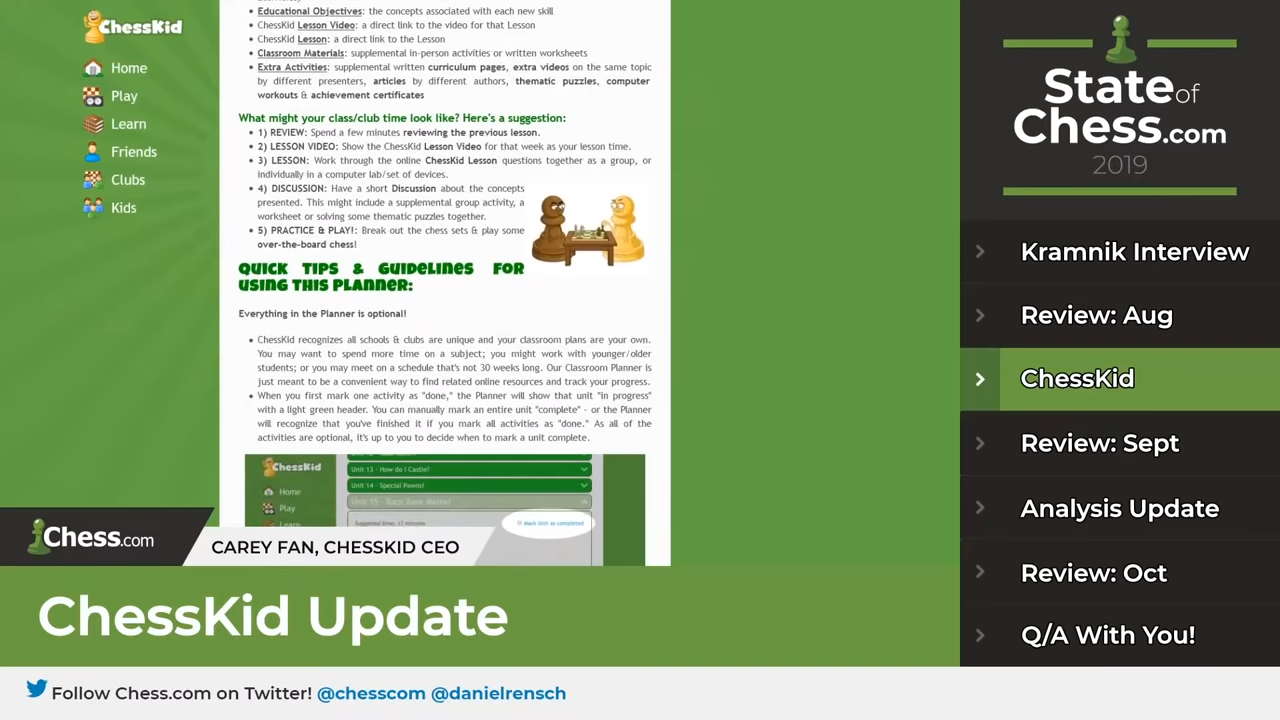 ChessKid
Home
Play
Learn
Friends
Clubs
Kids
• Educational Objectives: the concepts associated with each new skill
• ChessKid Lesson Video: a direct link to the video for that Lesson
• ChessKid Lesson: a direct link to the Lesson
• Classroom Materials: supplemental in-person activities or written worksheets
• Extra Activities: supplemental written curriculum pages, extra videos on the same topic
by different presenters, articles by different authors, thematic puzzles, computer
workouts & achievement certificates
What might your class/club time look like? Here's a suggestion:
• 1) REVIEW: Spend a few minutes reviewing the previous lesson.
• 2) LESSON VIDEO: Show the ChessKid Lesson Video for that week as your lesson time.
• 3) LESSON: Work through the online ChessKid Lesson questions together as a group, or
individually in a computer lab/set of devices.
• 4) DISCUSSION: Have a short Discussion about the concepts
presented. This might include a supplemental group activity, a
worksheet or solving some thematic puzzles together.
• 5) PRACTICE & PLAY!: Break out the chess sets & play some
over-the-board chess!
QUICK TIPS & GUIDELINES FOR
USING THIS PLANNER:
Everything in the Planner is optional!
• ChessKid recognizes all schools & clubs are unique and your classroom plans are your own.
You may want to spend more time on a subject; you might work with younger/older
students; or you may meet on a schedule that's not 30 weeks long. Our Classroom Planner is
just meant to be a convenient way to find related online resources and track your progress.
• When you first mark one activity as "done," the Planner will show that unit "in progress"
with a light green header. You can manually mark an entire unit "complete" - or the Planner
will recognize that you've finished it if you mark all activities as "done." As all of the
activities are optional, it's up to you to decide when to mark a unit complete.
ChessKid
Home
Play
Unit 13 - How do I Castle?
Unit 14 - Special Pawns!
Unit 15 - Back Rank Mates!
Suggested time: 17 minutes
Mark Unit as completed
Chess.com
CAREY FAN, CHESSKID CEO
ChessKid Update
Follow Chess.com on Twitter! @chesscom @danielrensch
State of
Chess.com
2019
Kramnik Interview
Review: Aug
ChessKid
Review: Sept
Analysis Update
Review: Oct
Q/A With You!